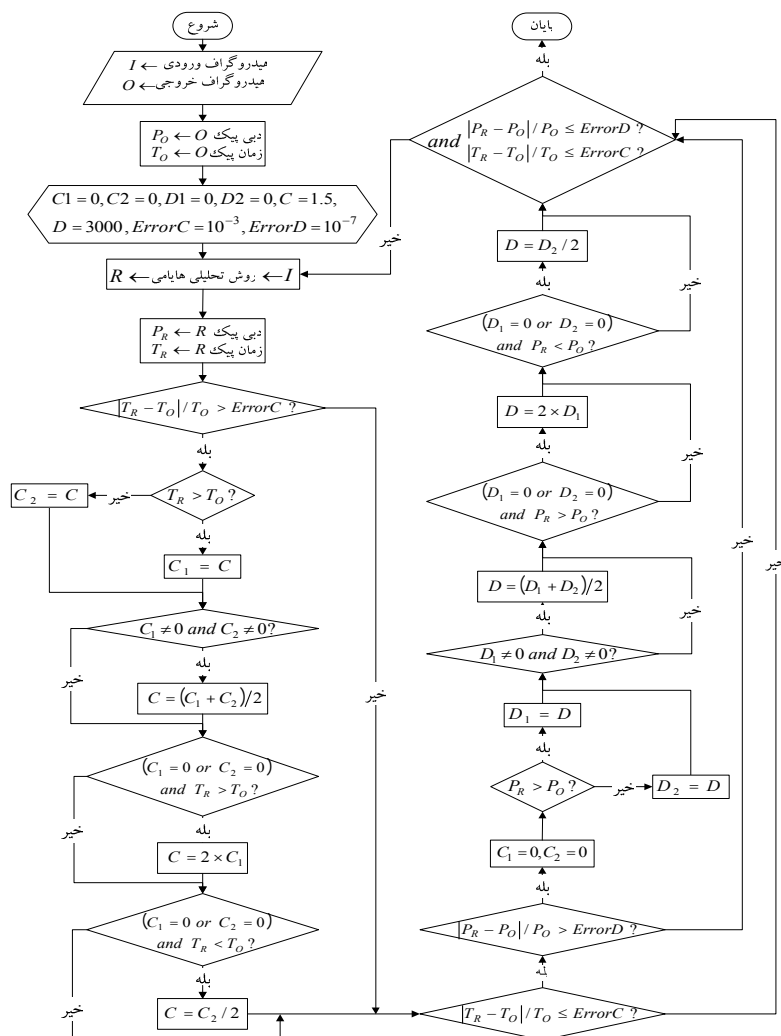 شروع
هیدروگراف ورودی ← I
هیدروگراف خروجی ← O
P_O ← O دبی پیک
T_O ← O زمان پیک
C1 = 0, C2 = 0, D1 = 0, D2 = 0, C = 1.5,
D = 3000, ErrorC = 10^{-3}, ErrorD = 10^{-7}
R ← روش تحلیلی هایامی ← I
P_R ← R دبی پیک
T_R ← R زمان پیک
|T_R − T_O| / T_O > ErrorC ?
بله
T_R > T_O ?
خیر
C_2 = C
بله
C_1 = C
C_1 ≠ 0 and C_2 ≠ 0?
خیر
بله
C = (C_1 + C_2)/2
(C_1 = 0 or C_2 = 0)
and T_R > T_O ?
خیر
بله
C = 2 × C_1
(C_1 = 0 or C_2 = 0)
and T_R < T_O ?
خیر
بله
C = C_2 / 2
خیر
|T_R − T_O| / T_O ≤ ErrorC ?
خیر
بله
|P_R − P_O| / P_O > ErrorD ?
خیر
بله
C_1 = 0, C_2 = 0
P_R > P_O ?
خیر
D_2 = D
بله
D_1 = D
D_1 ≠ 0 and D_2 ≠ 0?
خیر
بله
D = (D_1 + D_2)/2
(D_1 = 0 or D_2 = 0)
and P_R > P_O ?
خیر
بله
D = 2 × D_1
(D_1 = 0 or D_2 = 0)
and P_R < P_O ?
خیر
بله
D = D_2 / 2
|P_R − P_O| / P_O ≤ ErrorD ?
and
|T_R − T_O| / T_O ≤ ErrorC ?
خیر
بله
پایان